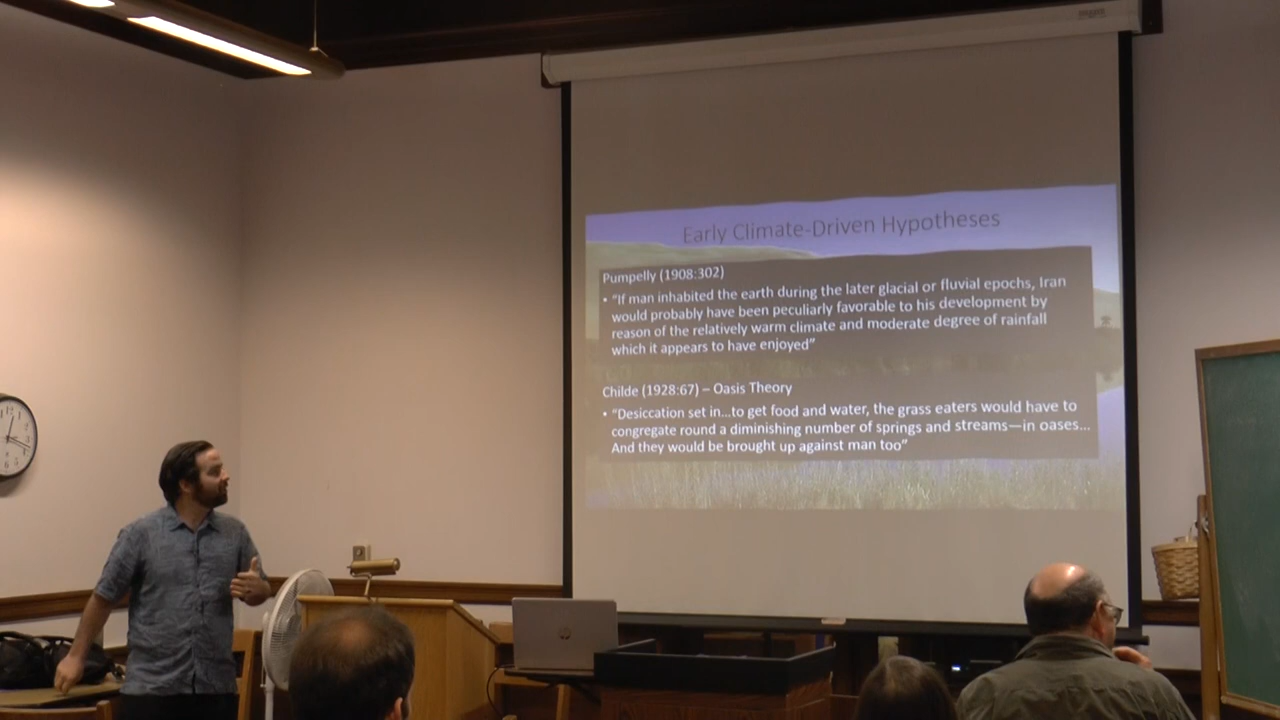 Early Climate-Driven Hypotheses
Pumpelly (1908:302)
• "If man inhabited the earth during the later glacial or fluvial epochs, Iran
would probably have been peculiarly favorable to his development by
reason of the relatively warm climate and moderate degree of rainfall
which it appears to have enjoyed"
Childe (1928:67) – Oasis Theory
• "Desiccation set in...to get food and water, the grass eaters would have to
congregate round a diminishing number of springs and streams—in oases...
And they would be brought up against man too"